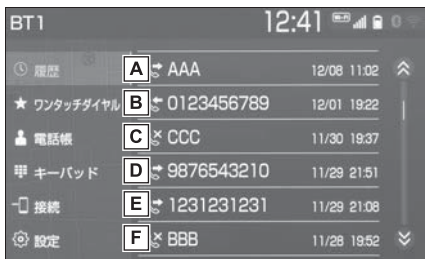 BT1 12:41 Wi-Fi
履歴 A AAA 12/08 11:02
ワンタッチダイヤル B 0123456789 12/01 19:22
電話帳 C CCC 11/30 19:37
キーパッド D 9876543210 11/29 21:51
接続 E 1231231231 11/29 21:08
設定 F BBB 11/28 19:52